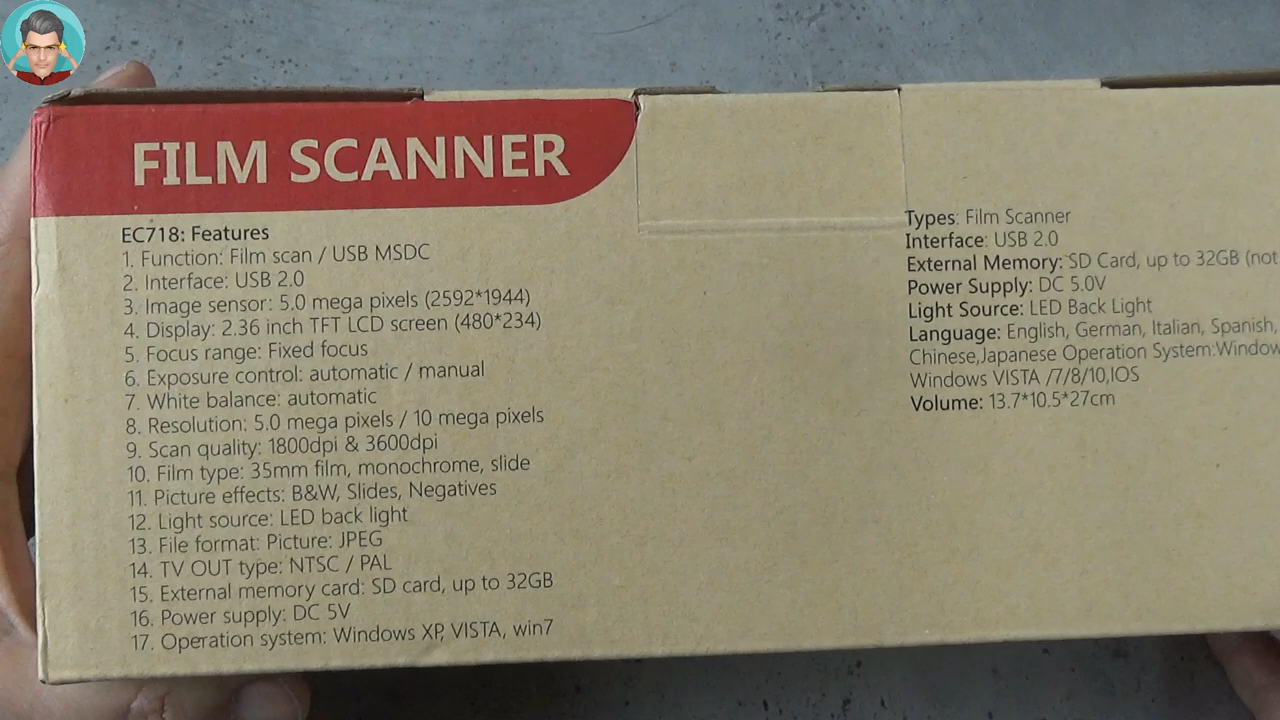 FILM SCANNER
EC718: Features
1. Function: Film scan / USB MSDC
2. Interface: USB 2.0
3. Image sensor: 5.0 mega pixels (2592*1944)
4. Display: 2.36 inch TFT LCD screen (480*234)
5. Focus range: Fixed focus
6. Exposure control: automatic / manual
7. White balance: automatic
8. Resolution: 5.0 mega pixels / 10 mega pixels
9. Scan quality: 1800dpi & 3600dpi
10. Film type: 35mm film, monochrome, slide
11. Picture effects: B&W, Slides, Negatives
12. Light source: LED back light
13. File format: Picture: JPEG
14. TV OUT type: NTSC / PAL
15. External memory card: SD card, up to 32GB
16. Power supply: DC 5V
17. Operation system: Windows XP, VISTA, win7
Types: Film Scanner
Interface: USB 2.0
External Memory: SD Card, up to 32GB (not
Power Supply: DC 5.0V
Light Source: LED Back Light
Language: English, German, Italian, Spanish,
Chinese,Japanese Operation System:Window
Windows VISTA /7/8/10,IOS
Volume: 13.7*10.5*27cm